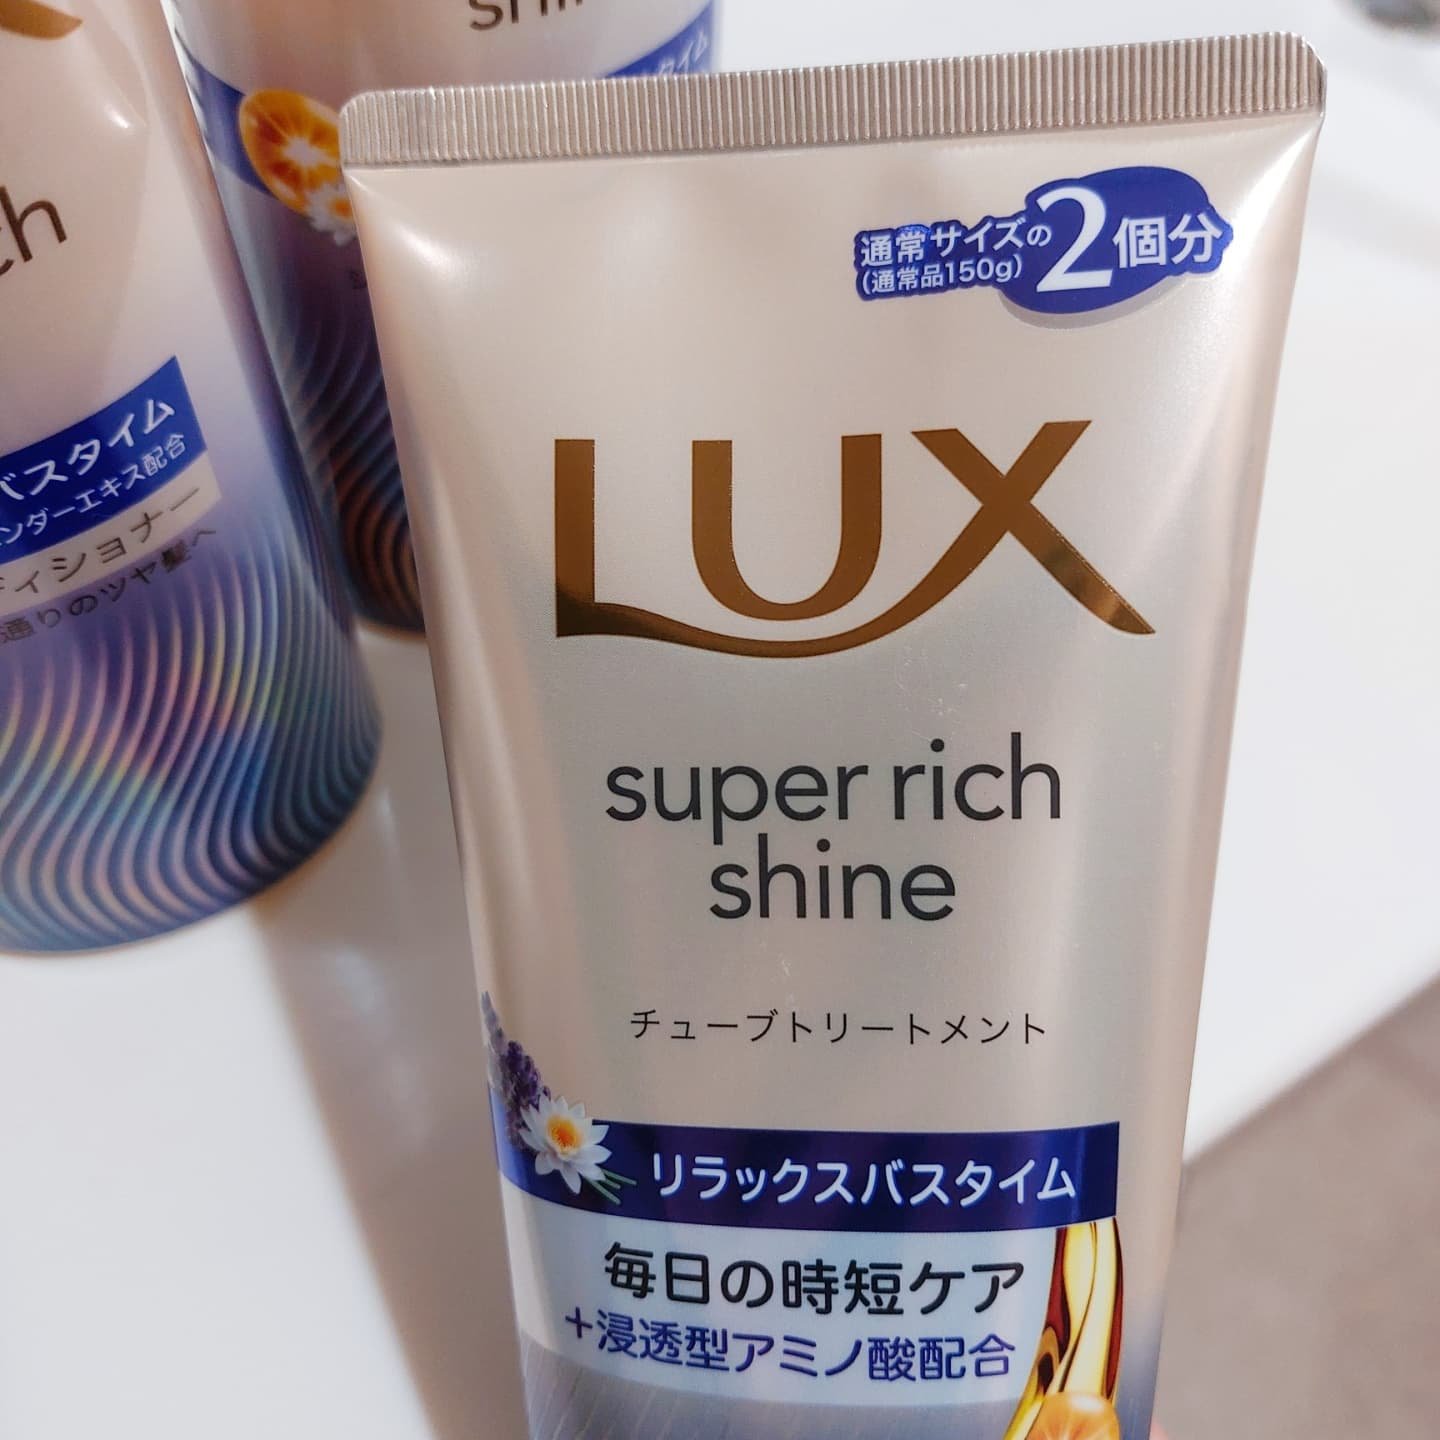 通常サイズの2個分
(通常品150g)
LUX
super rich
shine
チューブトリートメント
リラックスバスタイム
毎日の時短ケア
+浸透型アミノ酸配合
バスタイム
ンダーエキス配合
ディショナー
通りのツヤ髪へ